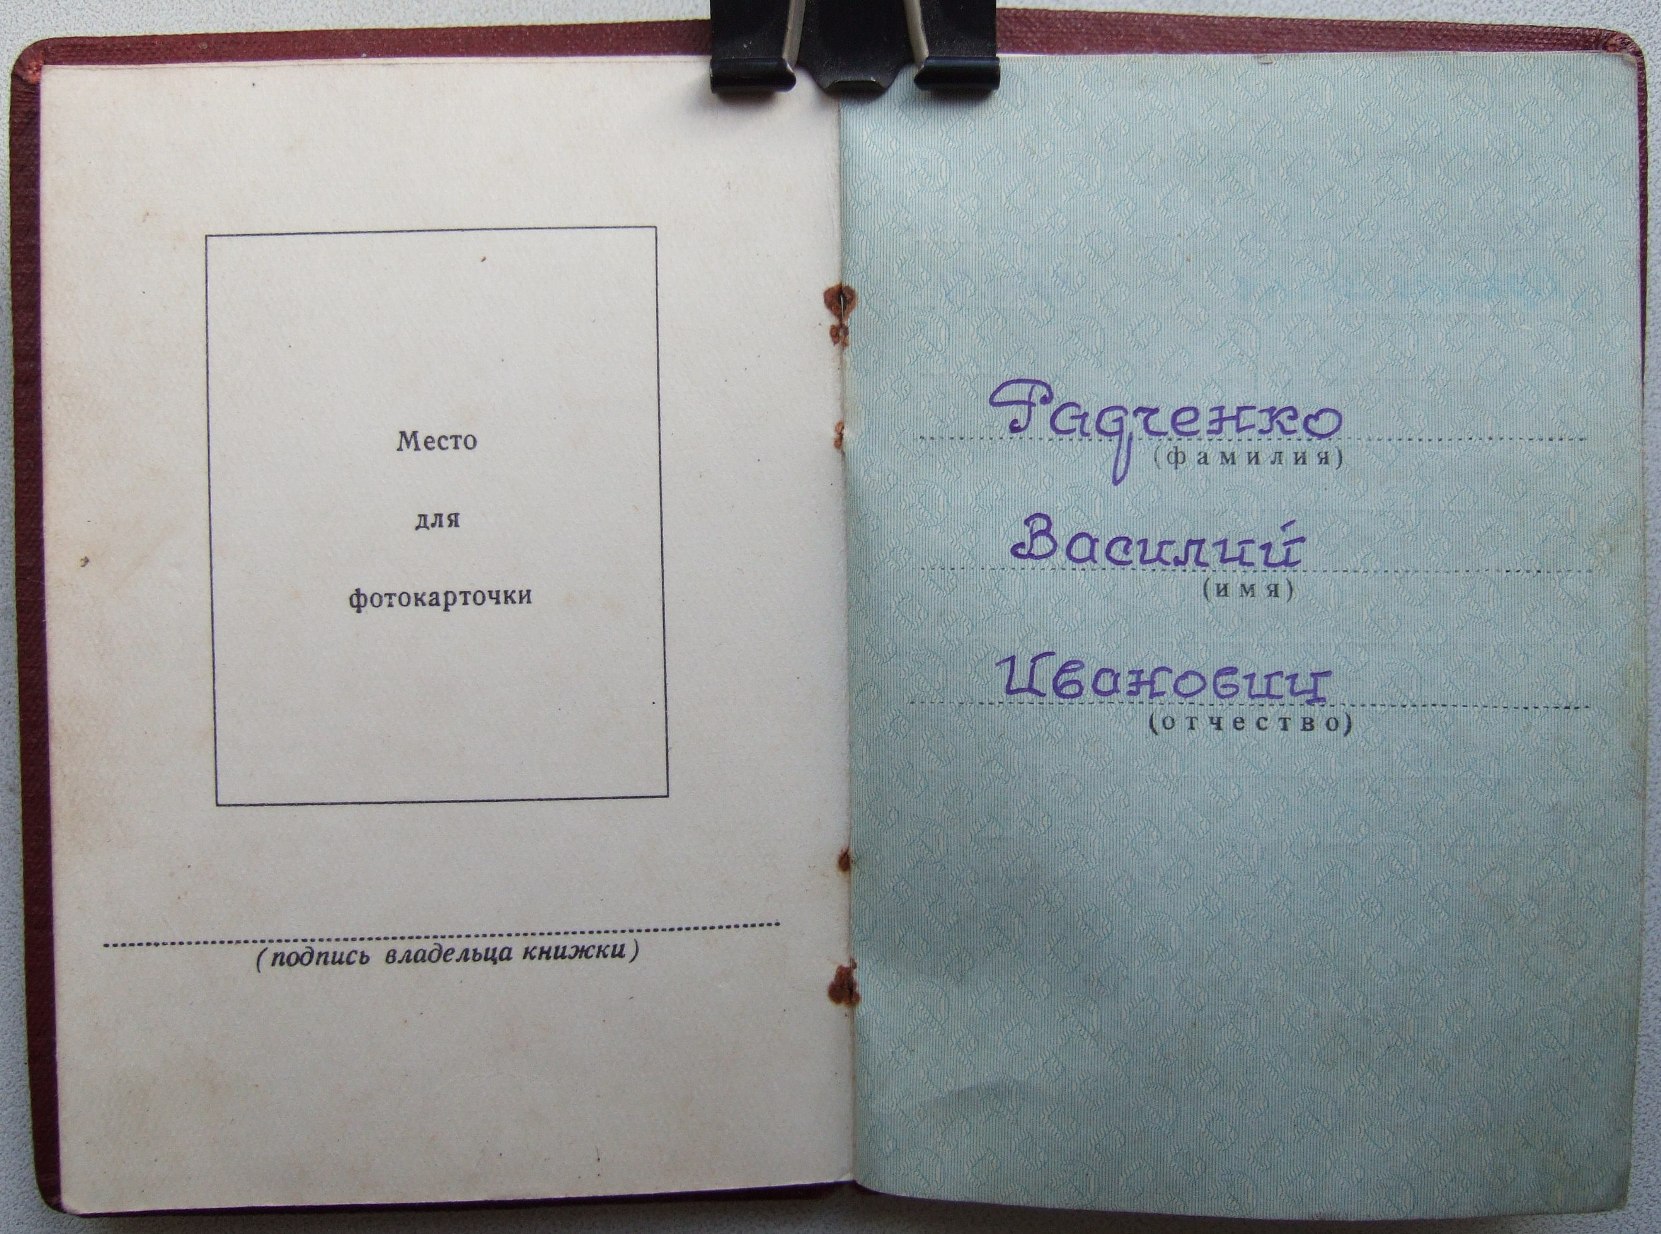 Место
для
фотокарточки
(подпись владельца книжки)
Радченко
(фамилия)
Василий
(имя)
Иванович
(отчество)